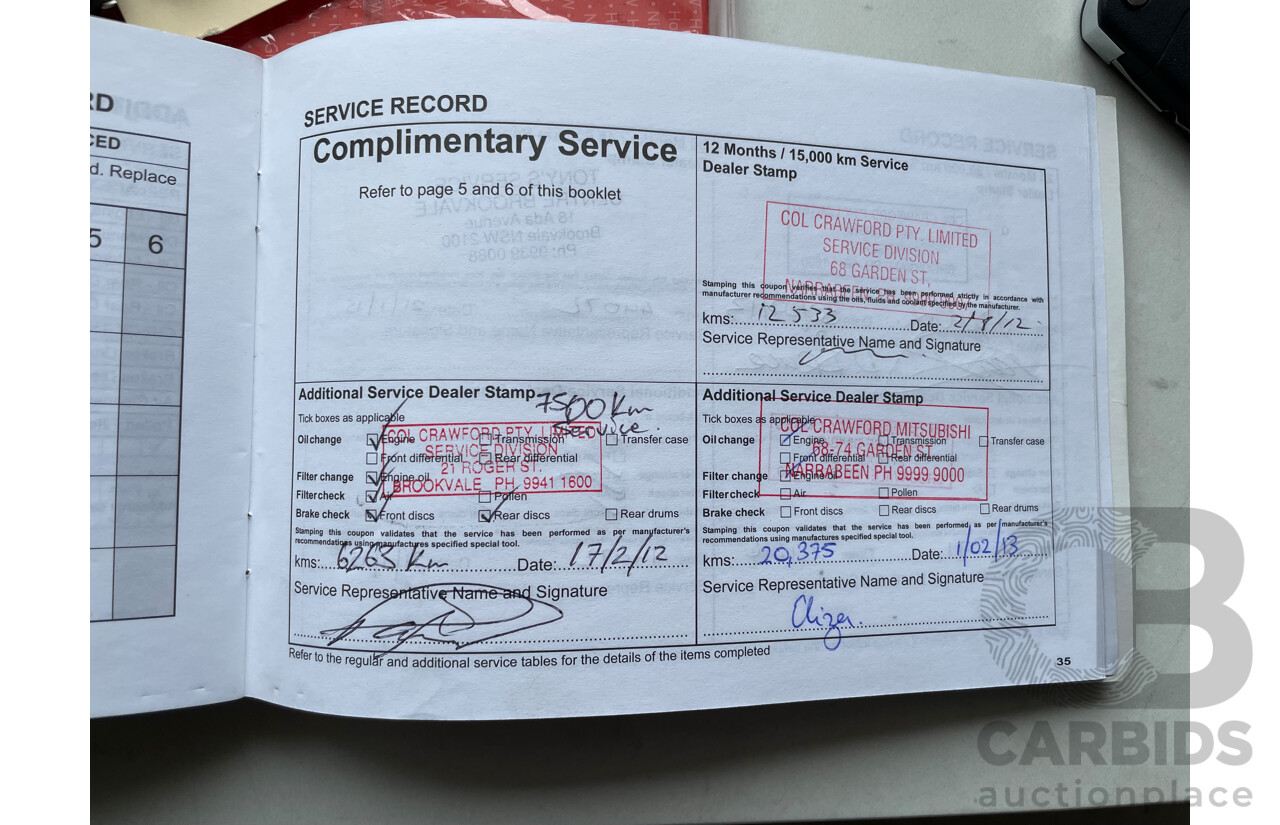 RD
CED
d. Replace
5 6
SERVICE RECORD
Complimentary Service
Refer to page 5 and 6 of this booklet
12 Months / 15,000 km Service
Dealer Stamp
COL CRAWFORD PTY. LIMITED
SERVICE DIVISION
68 GARDEN ST,
NARRABEEN
Stamping this coupon verifies that the service has been performed strictly in accordance with
manufacturer recommendations using the oils, fluids and coolant specified by the manufacturer.
kms: 12533 Date: 2/8/12
Service Representative Name and Signature
Additional Service Dealer Stamp
7500 Km
Service.
Tick boxes as applicable
COL CRAWFORD PTY. LIMITED
SERVICE DIVISION
21 ROGER ST.
BROOKVALE PH. 9941 1600
Oil change Engine Transmission Transfer case
Front differential Rear differential
Filter change Engine oil
Filter check Air Pollen
Brake check Front discs Rear discs Rear drums
Stamping this coupon validates that the service has been performed as per manufacturer's
recommendations using manufactures specified special tool.
kms: 6265 Km Date: 17/2/12
Service Representative Name and Signature
Additional Service Dealer Stamp
Tick boxes as applicable
COL CRAWFORD MITSUBISHI
68-74 GARDEN ST
NARRABEEN PH 9999 9000
Oil change Engine Transmission Transfer case
Front differential Rear differential
Filter change Engine oil
Filter check Air Pollen
Brake check Front discs Rear discs Rear drums
Stamping this coupon validates that the service has been performed as per manufacturer's
recommendations using manufactures specified special tool.
kms: 20,375 Date: 1/02/13
Service Representative Name and Signature
Refer to the regular and additional service tables for the details of the items completed
35
CB
CARBIDS
auctionplace